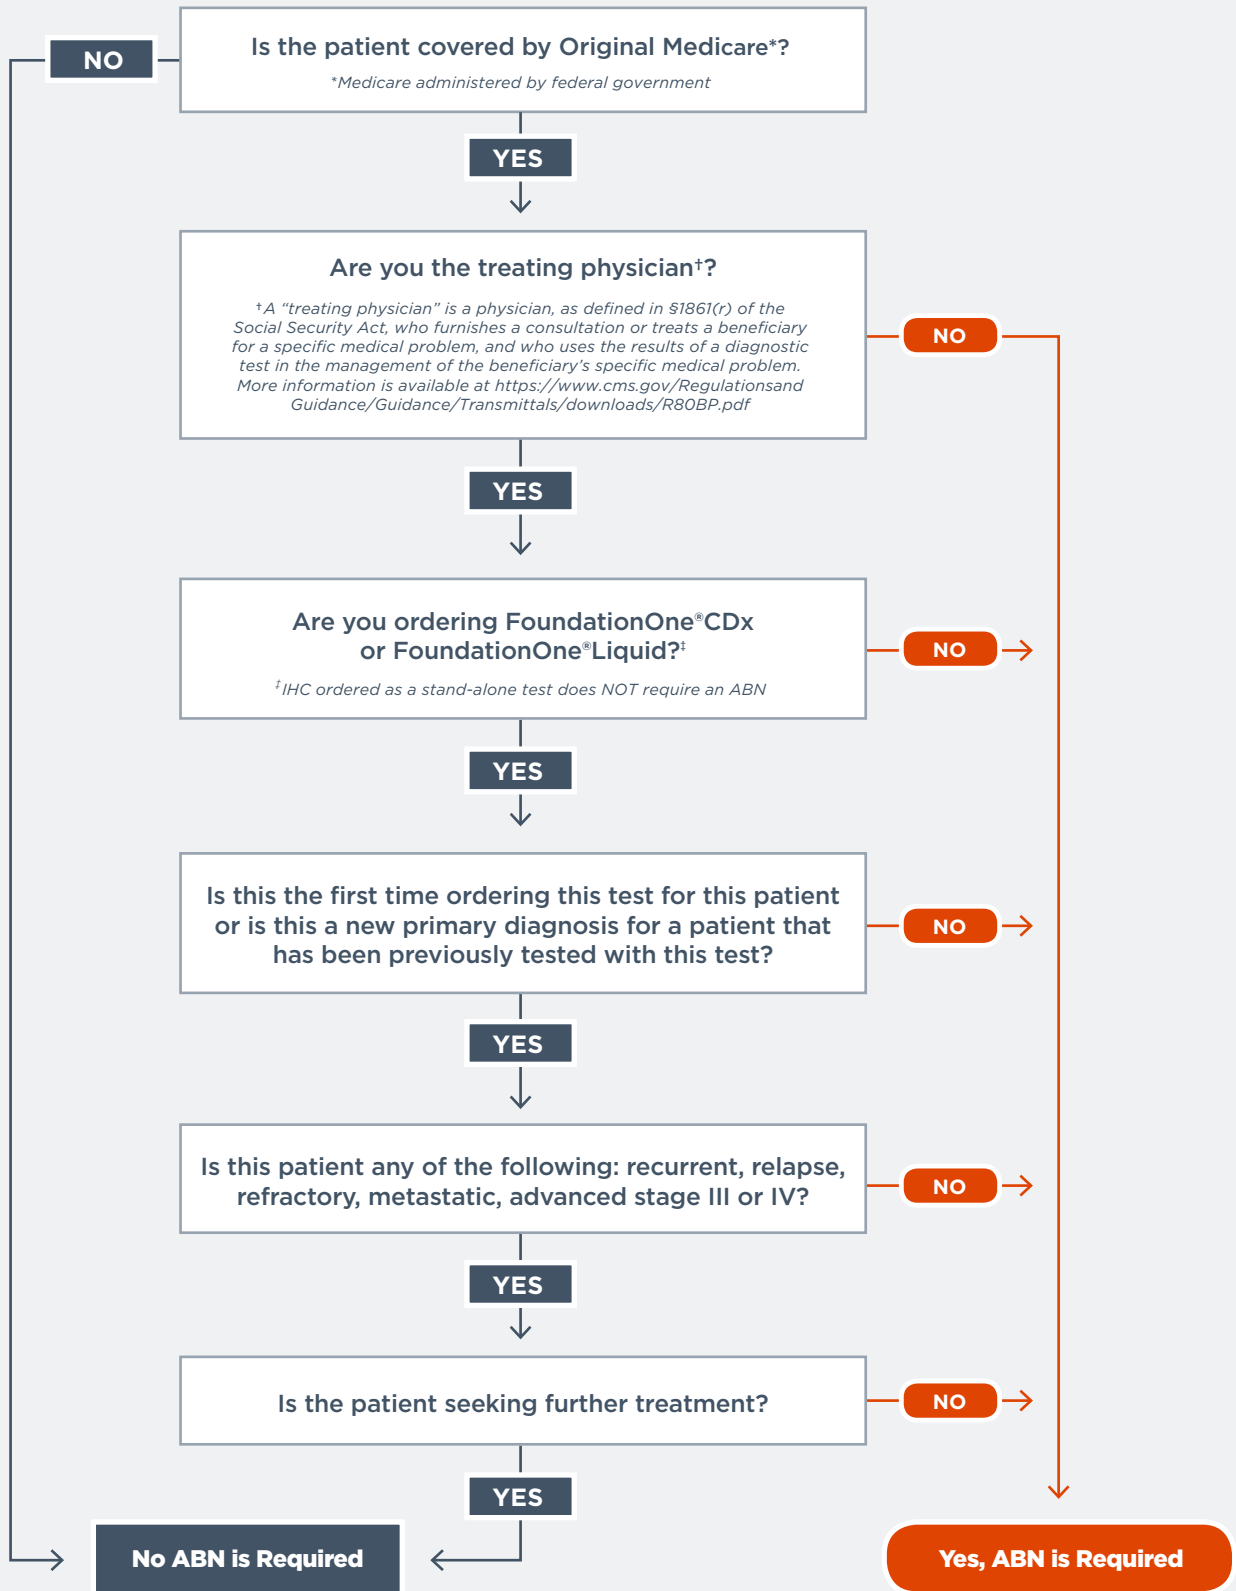 Is the patient covered by Original Medicare*?
*Medicare administered by federal government
NO
YES
Are you the treating physician†?
†A “treating physician” is a physician, as defined in §1861(r) of the
Social Security Act, who furnishes a consultation or treats a beneficiary
for a specific medical problem, and who uses the results of a diagnostic
test in the management of the beneficiary’s specific medical problem.
More information is available at https://www.cms.gov/Regulationsand
Guidance/Guidance/Transmittals/downloads/R80BP.pdf
NO
YES
Are you ordering FoundationOne®CDx
or FoundationOne®Liquid?‡
‡IHC ordered as a stand-alone test does NOT require an ABN
NO
YES
Is this the first time ordering this test for this patient
or is this a new primary diagnosis for a patient that
has been previously tested with this test?
NO
YES
Is this patient any of the following: recurrent, relapse,
refractory, metastatic, advanced stage III or IV?
NO
YES
Is the patient seeking further treatment?
NO
YES
No ABN is Required
Yes, ABN is Required